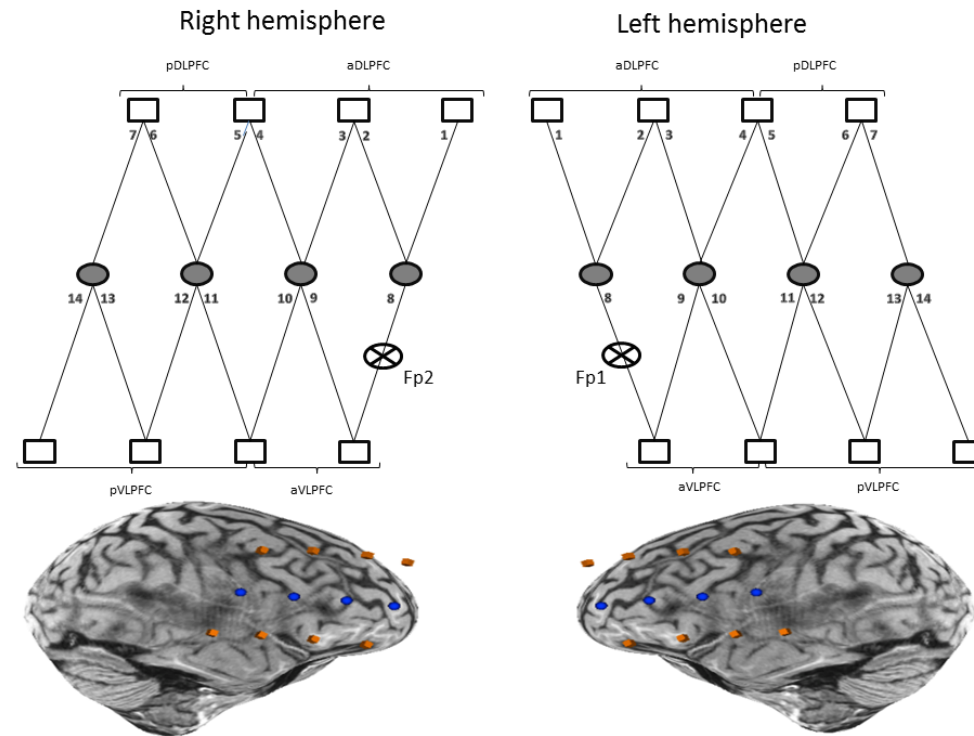 Right hemisphere
Left hemisphere
pDLPFC
aDLPFC
aDLPFC
pDLPFC
7 6 5 4 3 2 1
1 2 3 4 5 6 7
14 13 12 11 10 9 8
8 9 10 11 12 13 14
Fp2
Fp1
pVLPFC
aVLPFC
aVLPFC
pVLPFC